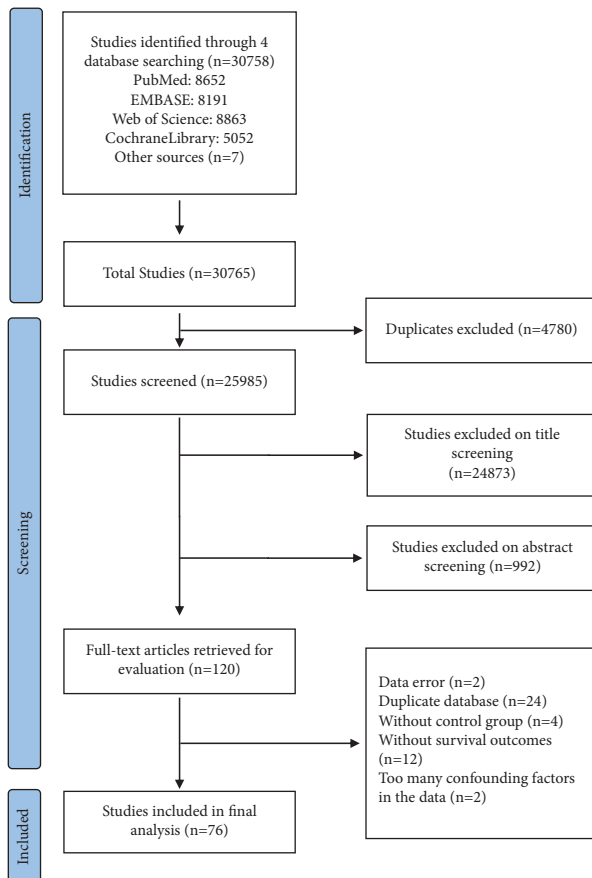 Identification
Studies identified through 4
database searching (n=30758)
PubMed: 8652
EMBASE: 8191
Web of Science: 8863
CochraneLibrary: 5052
Other sources (n=7)
Total Studies (n=30765)
Duplicates excluded (n=4780)
Screening
Studies screened (n=25985)
Studies excluded on title
screening
(n=24873)
Studies excluded on abstract
screening (n=992)
Full-text articles retrieved for
evaluation (n=120)
Data error (n=2)
Duplicate database (n=24)
Without control group (n=4)
Without survival outcomes
(n=12)
Too many confounding factors
in the data (n=2)
Included
Studies included in final
analysis (n=76)